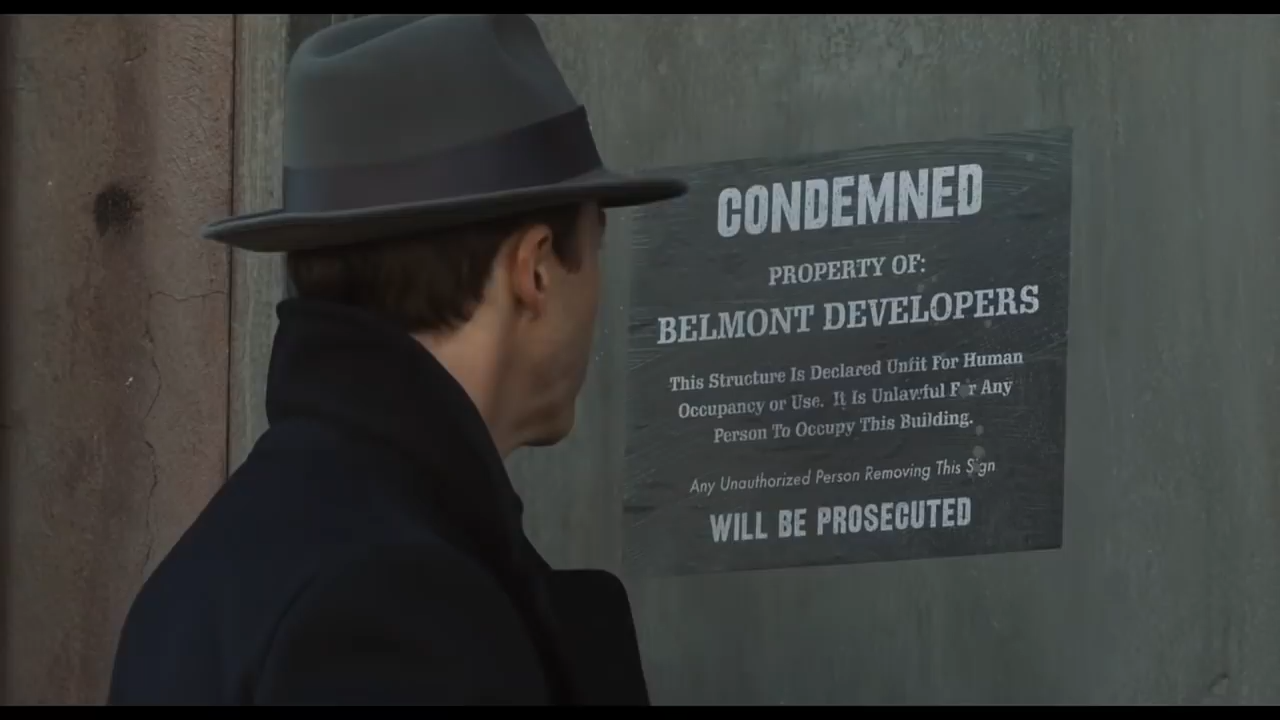 CONDEMNED
PROPERTY OF:
BELMONT DEVELOPERS
This Structure Is Declared Unfit For Human
Occupancy or Use. It Is Unlawful For Any
Person To Occupy This Building.
Any Unauthorized Person Removing This Sign
WILL BE PROSECUTED